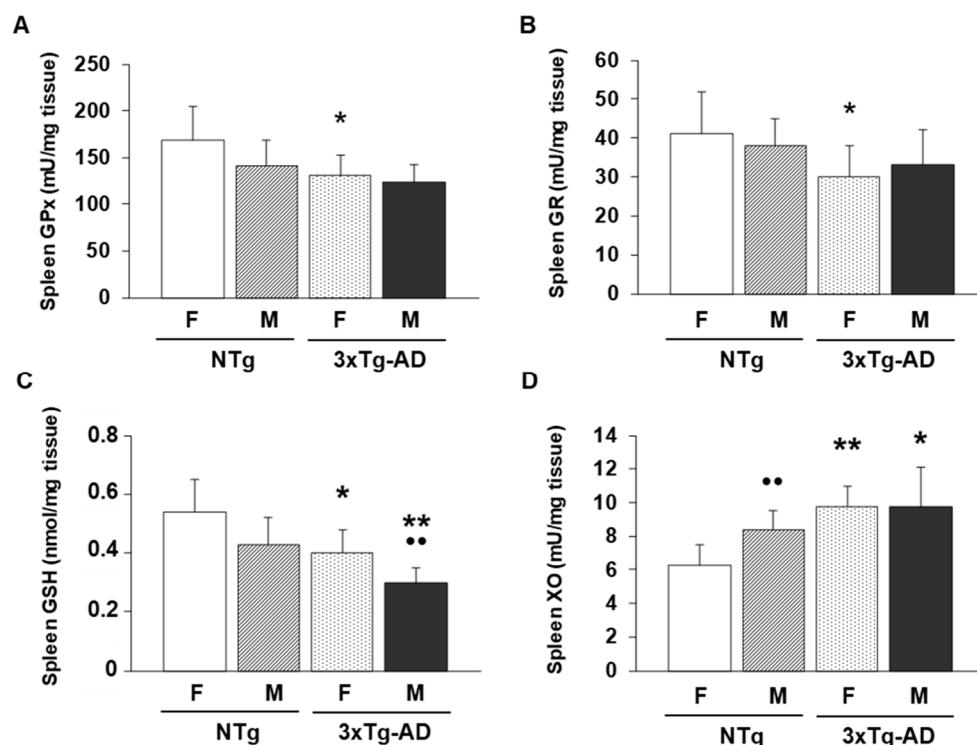 A
Spleen GPx (mU/mg tissue)
250
200
150
100
50
0
*
F M F M
NTg 3xTg-AD
B
Spleen GR (mU/mg tissue)
60
50
40
30
20
10
0
*
F M F M
NTg 3xTg-AD
C
Spleen GSH (nmol/mg tissue)
0.8
0.6
0.4
0.2
0
*
**
••
F M F M
NTg 3xTg-AD
D
Spleen XO (mU/mg tissue)
14
12
10
8
6
4
2
0
••
**
*
F M F M
NTg 3xTg-AD